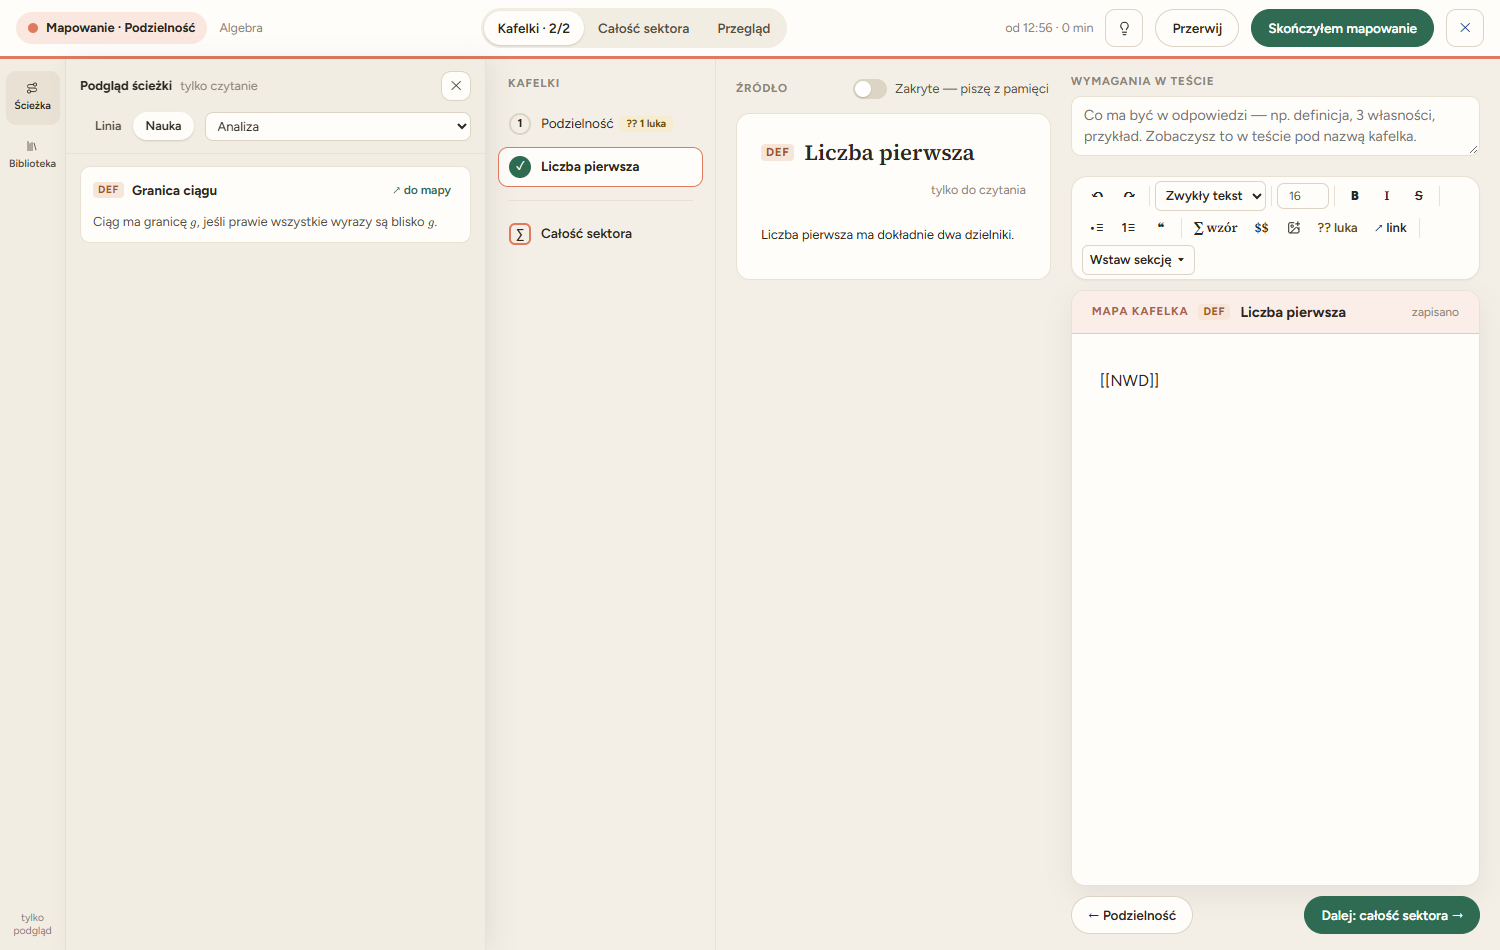 Mapowanie · Podzielność
Algebra
Kafelki · 2/2
Całość sektora
Przegląd
od 12:56 · 0 min
Przerwij
Skończyłem mapowanie
Ścieżka
Biblioteka
tylko
podgląd
Podgląd ścieżki tylko czytanie
Linia
Nauka
Analiza
DEF Granica ciągu
↗ do mapy
Ciąg ma granicę g, jeśli prawie wszystkie wyrazy są blisko g.
KAFELKI
1 Podzielność ?? 1 luka
✓ Liczba pierwsza
∑ Całość sektora
ŹRÓDŁO
Zakryte — piszę z pamięci
DEF Liczba pierwsza
tylko do czytania
Liczba pierwsza ma dokładnie dwa dzielniki.
WYMAGANIA W TEŚCIE
Co ma być w odpowiedzi — np. definicja, 3 własności,
przykład. Zobaczysz to w teście pod nazwą kafelka.
Zwykły tekst 16 B I S
1 " ∑ wzór $$ ?? luka ↗ link
Wstaw sekcję
MAPA KAFELKA DEF Liczba pierwsza zapisano
[[NWD]]
← Podzielność
Dalej: całość sektora →